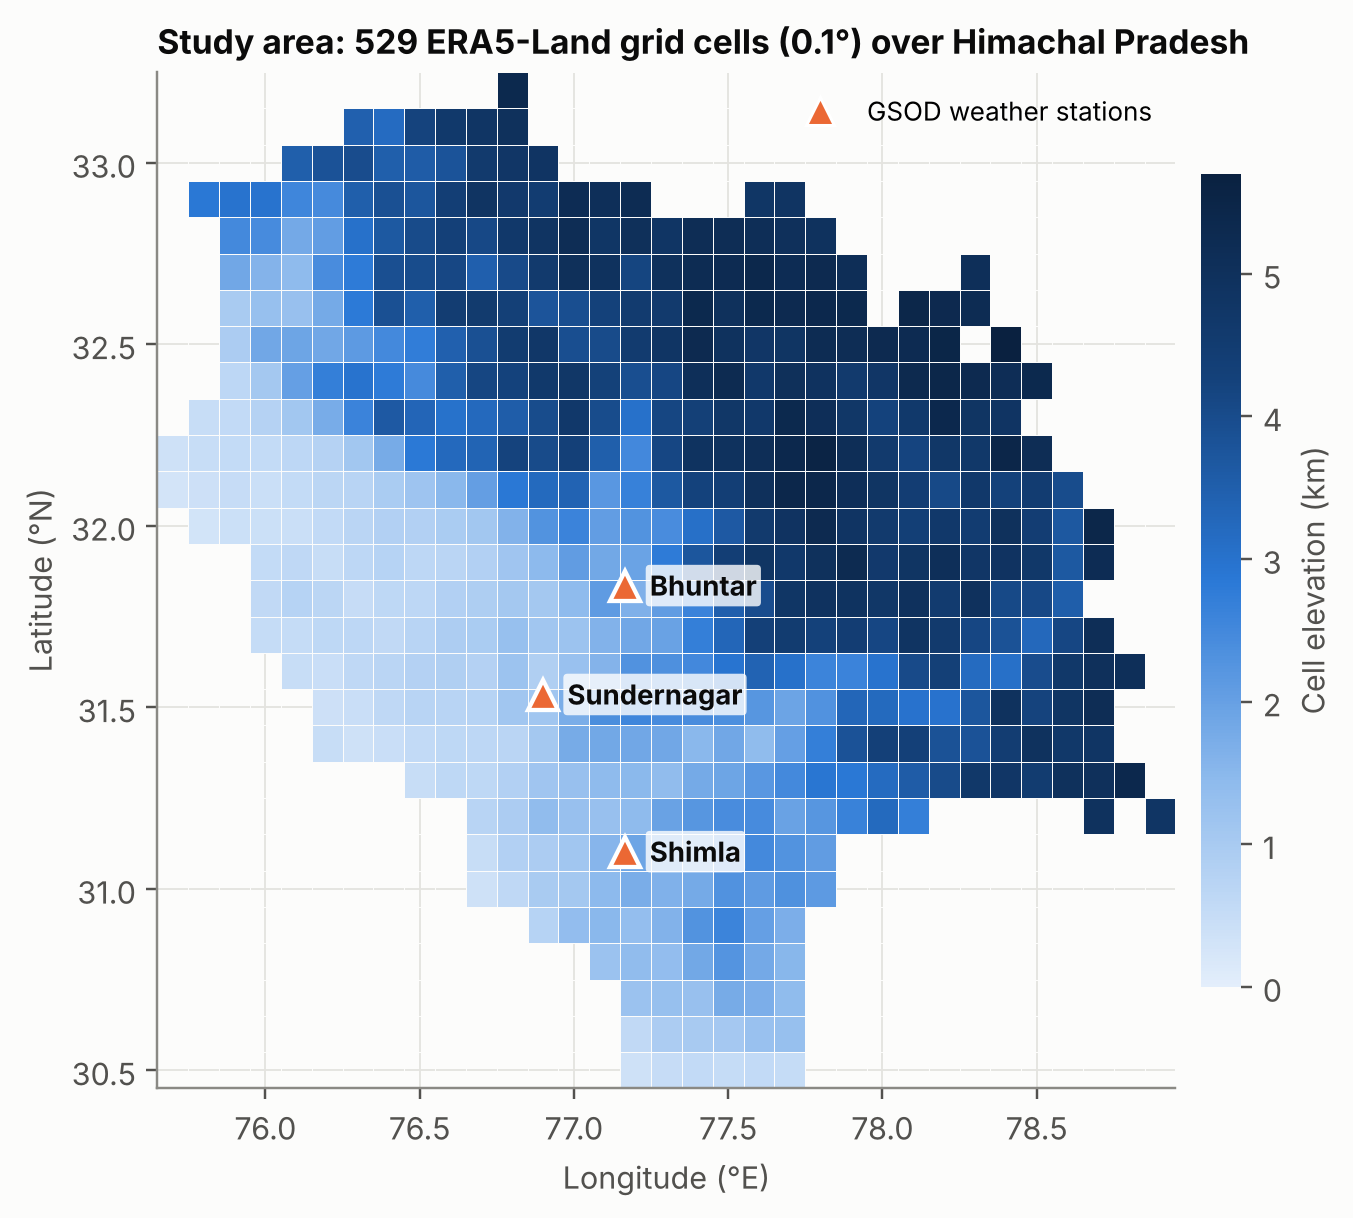 Study area: 529 ERA5-Land grid cells (0.1°) over Himachal Pradesh
GSOD weather stations
33.0
32.5
32.0
31.5
31.0
30.5
Latitude (°N)
Bhuntar
Sundernagar
Shimla
5
4
3
2
1
0
Cell elevation (km)
76.0
76.5
77.0
77.5
78.0
78.5
Longitude (°E)